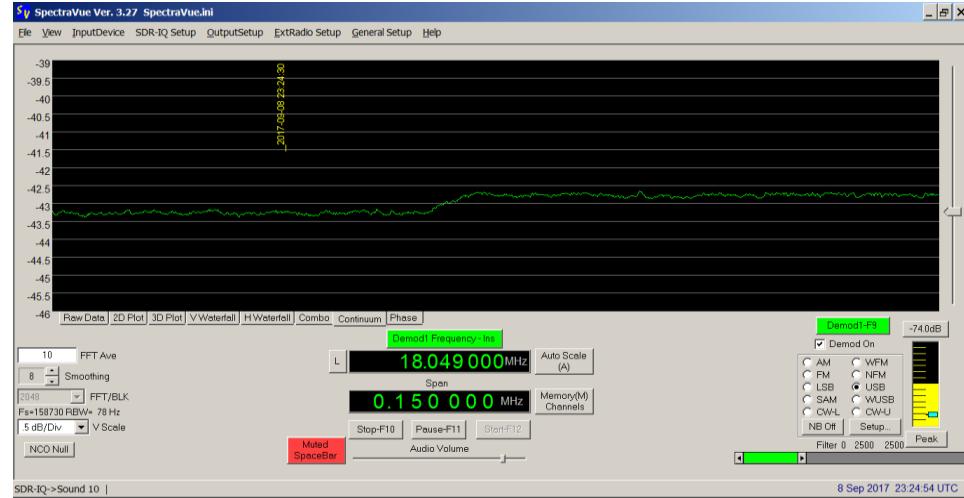 SV SpectraVue Ver. 3.27 SpectraVue.ini
File View InputDevice SDR-IQ Setup OutputSetup ExtRadio Setup General Setup Help
-39
-39.5
-40
-40.5
-41
-41.5
-42
-42.5
-43
-43.5
-44
-44.5
-45
-45.5
-46
_2017-09-08 23:24:30
Raw Data 2D Plot 3D Plot V Waterfall H Waterfall Combo Continuum Phase
10 FFT Ave
8 Smoothing
2048 FFT/BLK
Fs=158730 RBW= 78 Hz
.5 dB/Div V Scale
NCO Null
Demod1 Frequency - Ins
L 18.049 000 MHz Auto Scale
(A)
Span
0.150 000 MHz Memory(M)
Channels
Stop-F10 Pause-F11 Start-F12
Muted
SpaceBar
Audio Volume
Demod1-F9 -74.0dB
Demod On
AM WFM
FM NFM
LSB USB
SAM WUSB
CW-L CW-U
NB Off Setup...
Filter 0 2500 2500 Peak
SDR-IQ->Sound 10 |
8 Sep 2017 23:24:54 UTC